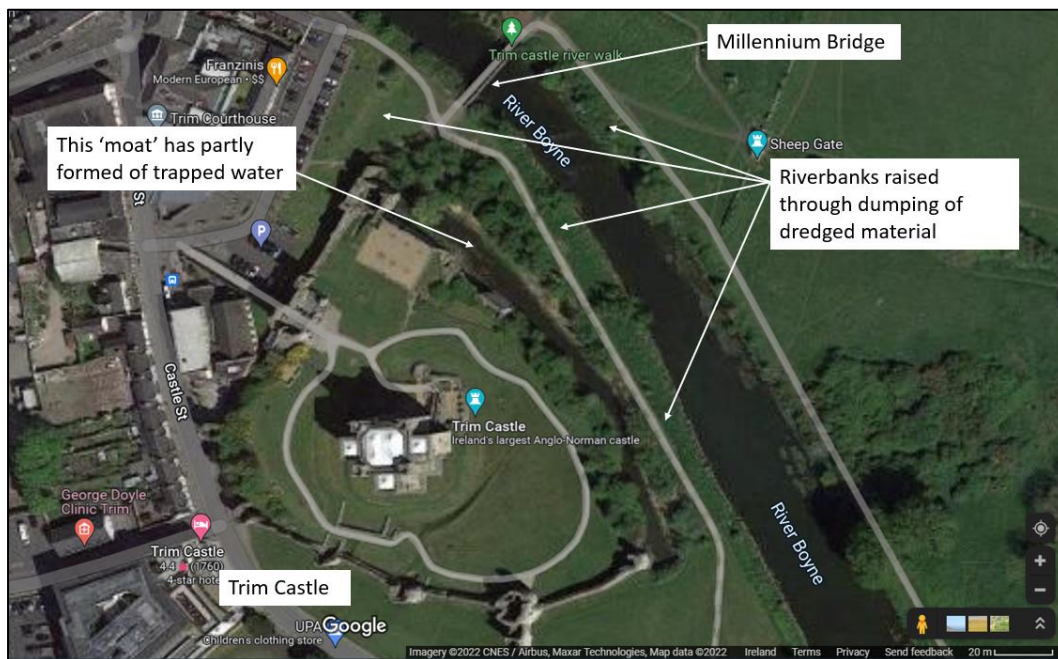 Millennium Bridge
Trim castle river walk
Franzinis
Modern European • $$
Trim Courthouse
This ‘moat’ has partly
formed of trapped water
River Boyne
Sheep Gate
Riverbanks raised
through dumping of
dredged material
St
P
Castle St
Trim Castle
Ireland's largest Anglo-Norman castle
George Doyle
Clinic Trim
Trim Castle
4.4 ★ (1760)
4-star hotel
Trim Castle
River Boyne
UPA
Google
Children's clothing store
Imagery ©2022 CNES / Airbus, Maxar Technologies, Map data ©2022 Ireland Terms Privacy Send feedback 20 m